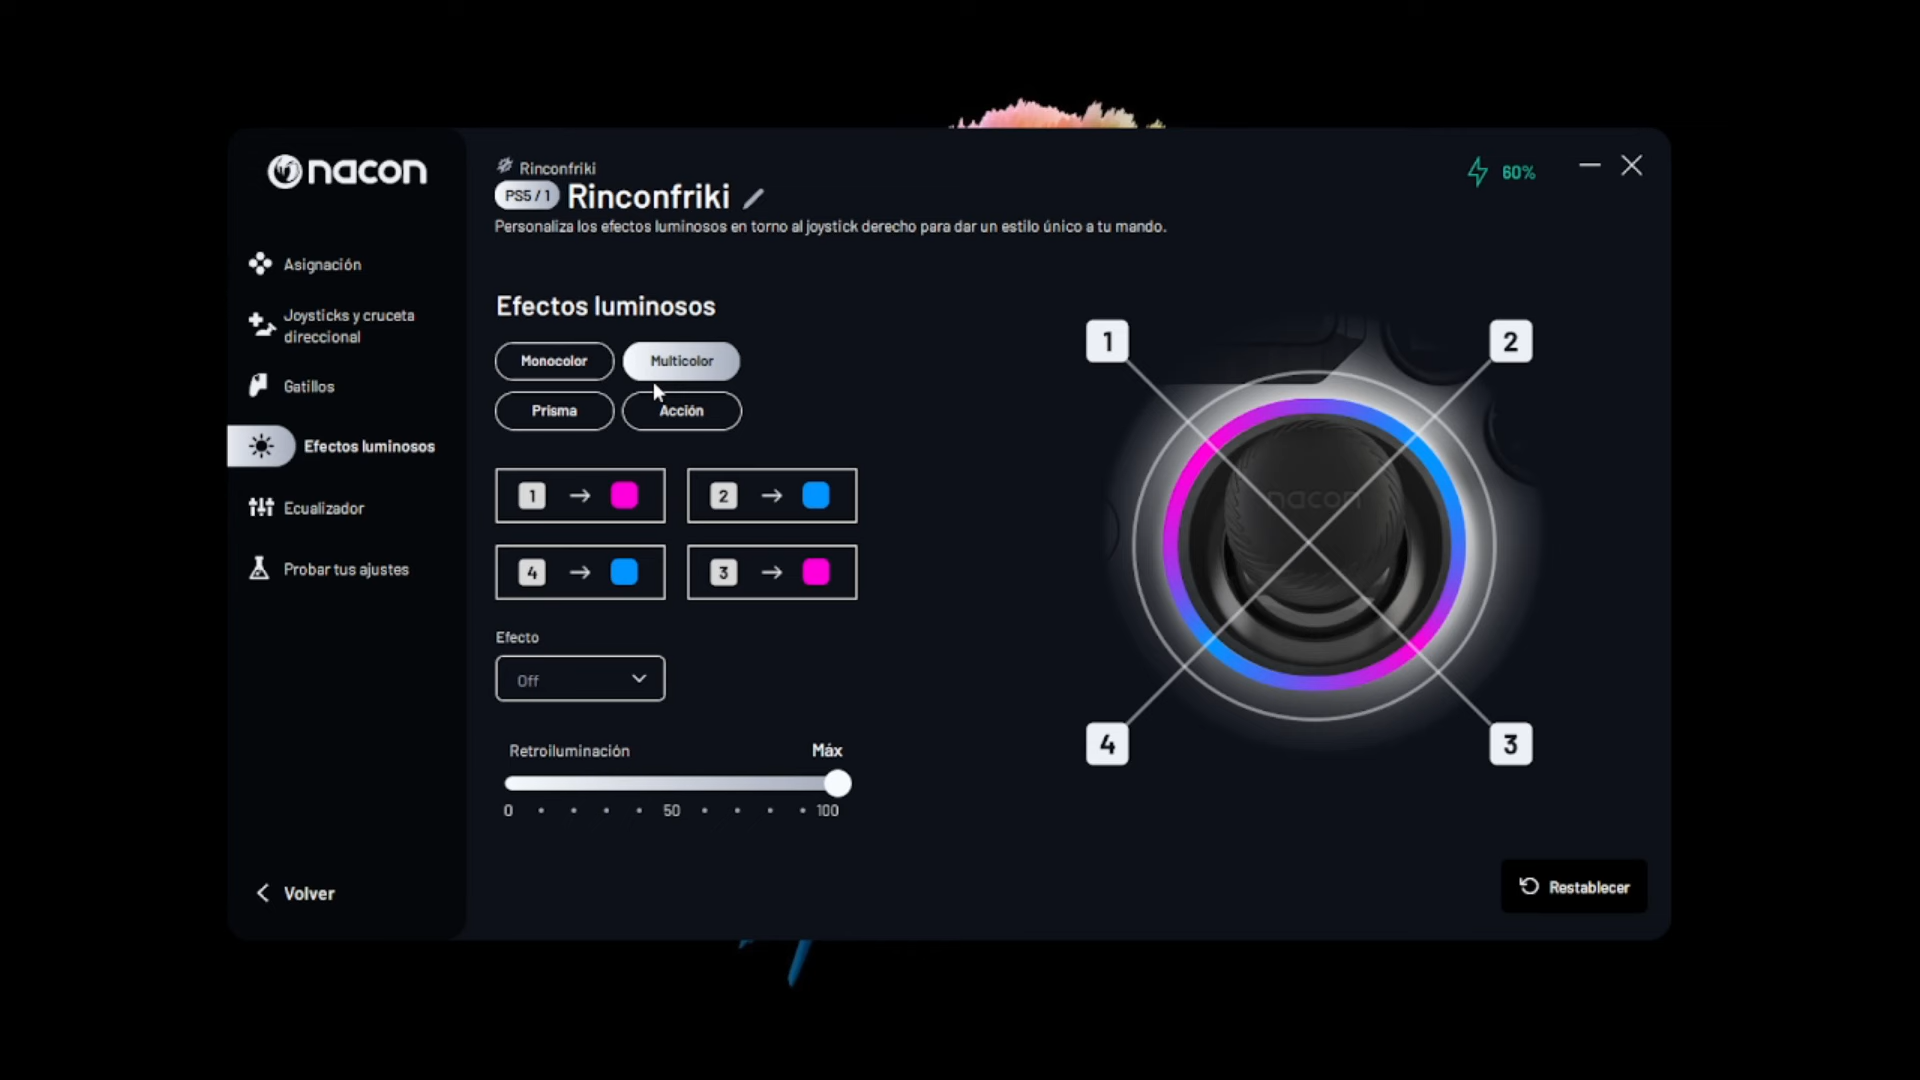 nacon
Asignación
Joysticks y cruceta
direccional
Gatillos
Efectos luminosos
Ecualizador
Probar tus ajustes
Volver
Rinconfriki
PS5 / 1 Rinconfriki
Personaliza los efectos luminosos en torno al joystick derecho para dar un estilo único a tu mando.
60%
Efectos luminosos
Monocolor Multicolor
Prisma Acción
1 → 2 →
4 → 3 →
Efecto
Off
Retroiluminación Máx
0 50 100
1 2
nacon
4 3
Restablecer